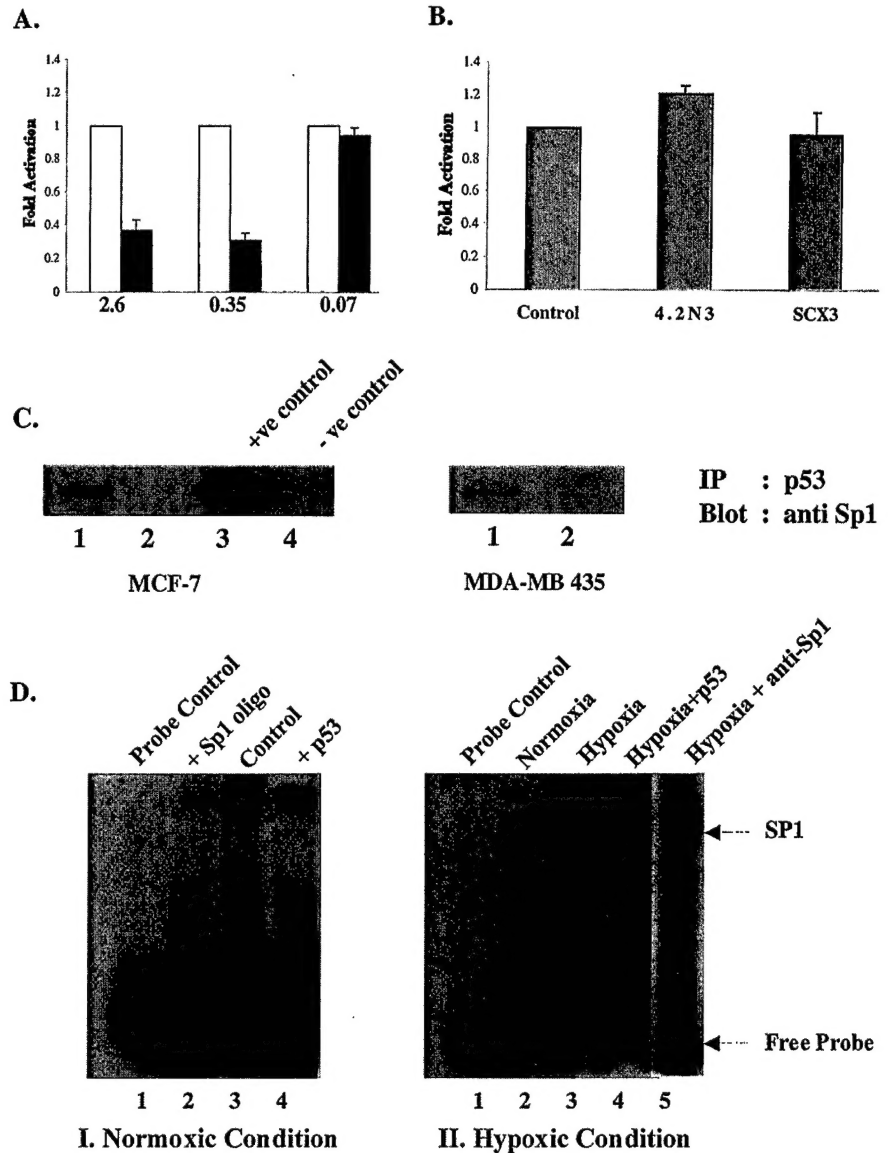 A.
1.4
1.2
1
0.8
0.6
0.4
0.2
0
Fold Activation
2.6 0.35 0.07
B.
1.4
1.2
1
0.8
0.6
0.4
0.2
0
Fold Activation
Control 4.2N3 SCX3
C.
+ve control
- ve control
1 2 3 4
MCF-7
1 2
MDA-MB 435
IP : p53
Blot : anti Sp1
D.
Probe Control
+ Sp1 oligo
Control
+ p53
1 2 3 4
I. Normoxic Condition
Probe Control
Normoxia
Hypoxia
Hypoxia+p53
Hypoxia + anti-Sp1
SP1
Free Probe
1 2 3 4 5
II. Hypoxic Condition